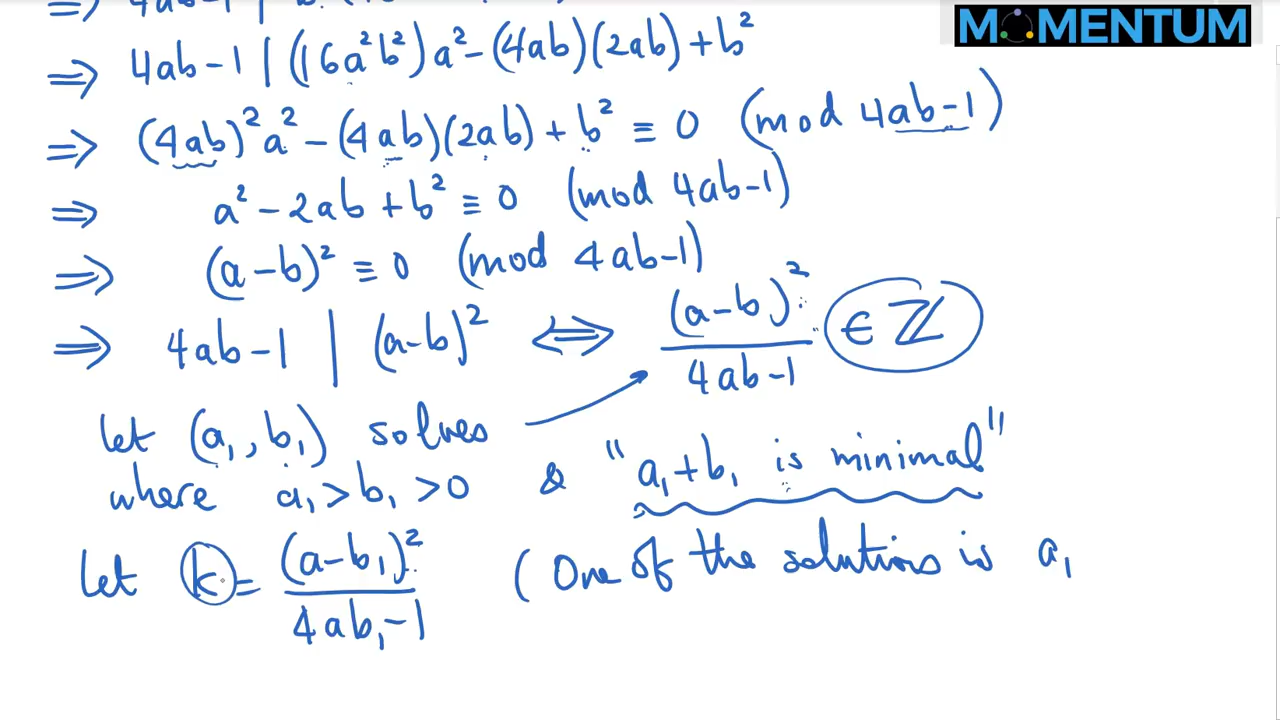 MOMENTUM
⇒ 4ab-1 | (16a²b²)a² - (4ab)(2ab) + b²
⇒ (4ab)²a² - (4ab)(2ab) + b² ≡ 0 (mod 4ab-1)
⇒ a² - 2ab + b² ≡ 0 (mod 4ab-1)
⇒ (a-b)² ≡ 0 (mod 4ab-1)
⇒ 4ab-1 | (a-b)² ⟺ (a-b)² / 4ab-1 ∈ ℤ
let (a₁, b₁) solves
where a₁ > b₁ > 0 & "a₁+b₁ is minimal"
Let k = (a-b₁)² / 4ab₁-1 (One of the solutions is a₁